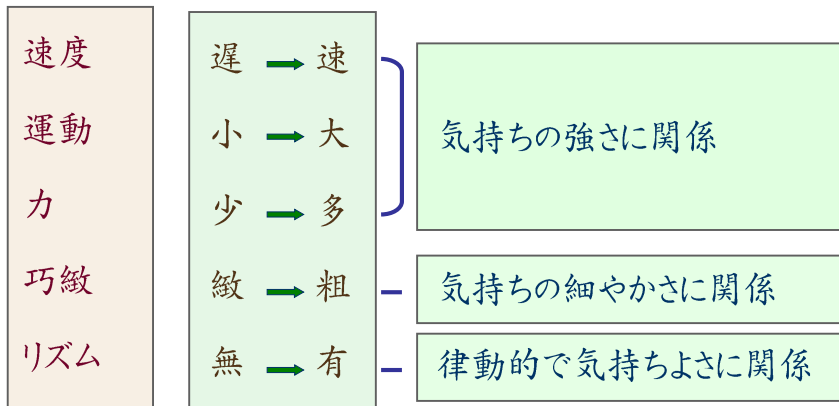 速度 遅 → 速
運動 小 → 大 気持ちの強さに関係
力 少 → 多
巧緻 緻 → 粗 気持ちの細やかさに関係
リズム 無 → 有 律動的で気持ちよさに関係